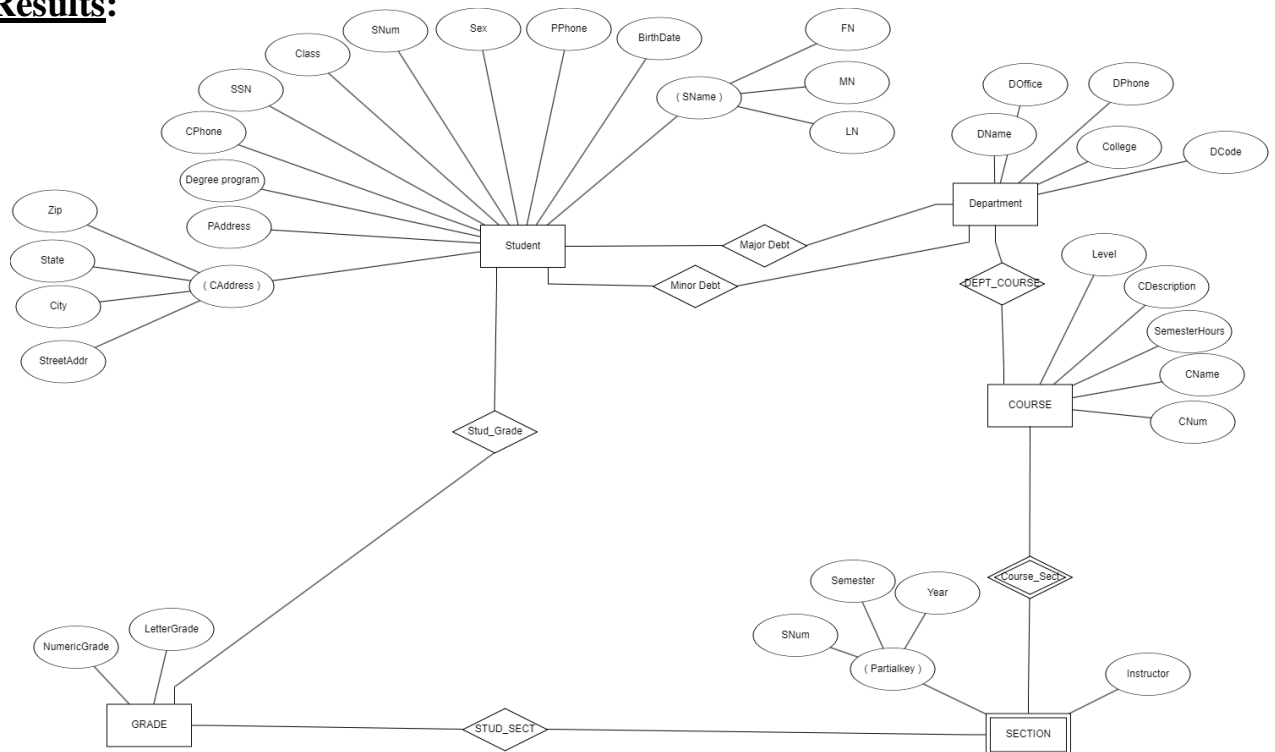 Results:
FN
SNum
Sex
PPhone
BirthDate
Class
MN
DOffice
DPhone
SSN
( SName )
CPhone
LN
DName
College
DCode
Degree program
Zip
PAddress
Department
Student
Major Debt
State
Level
( CAddress )
Minor Debt
DEPT_COURSE
CDescription
City
SemesterHours
StreetAddr
CName
COURSE
CNum
Stud_Grade
Semester
Course_Sect
Year
LetterGrade
SNum
NumericGrade
( Partialkey )
Instructor
GRADE
STUD_SECT
SECTION